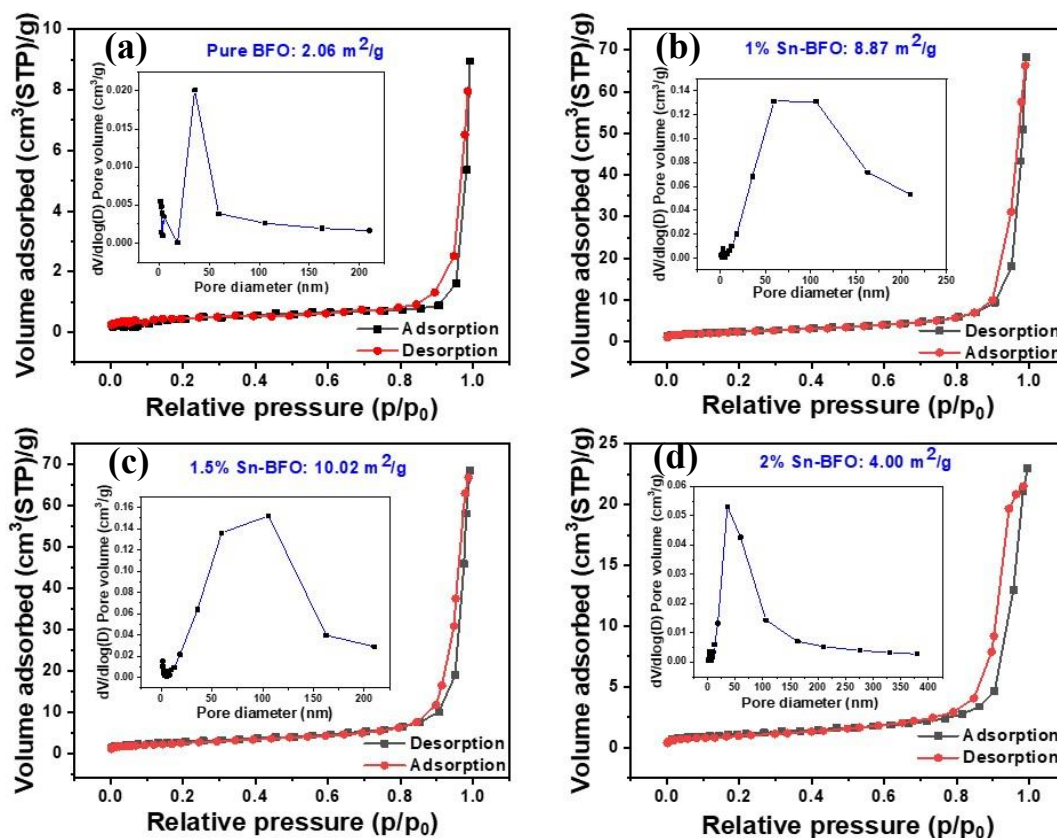 (a)
Pure BFO: 2.06 m²/g
Volume adsorbed (cm³(STP)/g)
10
8
6
4
2
0
dV/dlog(D) Pore volume (cm³/g)
0.020
0.015
0.010
0.005
0.000
0 50 100 150 200
Pore diameter (nm)
Adsorption
Desorption
0.0 0.2 0.4 0.6 0.8 1.0
Relative pressure (p/p₀)
(b)
1% Sn-BFO: 8.87 m²/g
Volume adsorbed (cm³(STP)/g)
70
60
50
40
30
20
10
0
dV/dlog(D) Pore volume (cm³/g)
0.14
0.12
0.10
0.08
0.06
0.04
0.02
0.00
0 50 100 150 200 250
Pore diameter (nm)
Desorption
Adsorption
0.0 0.2 0.4 0.6 0.8 1.0
Relative pressure (p/p₀)
(c)
1.5% Sn-BFO: 10.02 m²/g
Volume adsorbed (cm³(STP)/g)
80
70
60
50
40
30
20
10
0
dV/dlog(D) Pore volume (cm³/g)
0.16
0.12
0.08
0.04
0.00
0 50 100 150 200
Pore diameter (nm)
Desorption
Adsorption
0.0 0.2 0.4 0.6 0.8 1.0
Relative pressure (p/p₀)
(d)
2% Sn-BFO: 4.00 m²/g
Volume adsorbed (cm³(STP)/g)
25
20
15
10
5
0
dV/dlog(D) Pore volume (cm³/g)
0.06
0.05
0.04
0.03
0.02
0.01
0.00
0 50 100 150 200 250 300 350 400
Pore diameter (nm)
Adsorption
Desorption
0.0 0.2 0.4 0.6 0.8 1.0
Relative pressure (p/p₀)